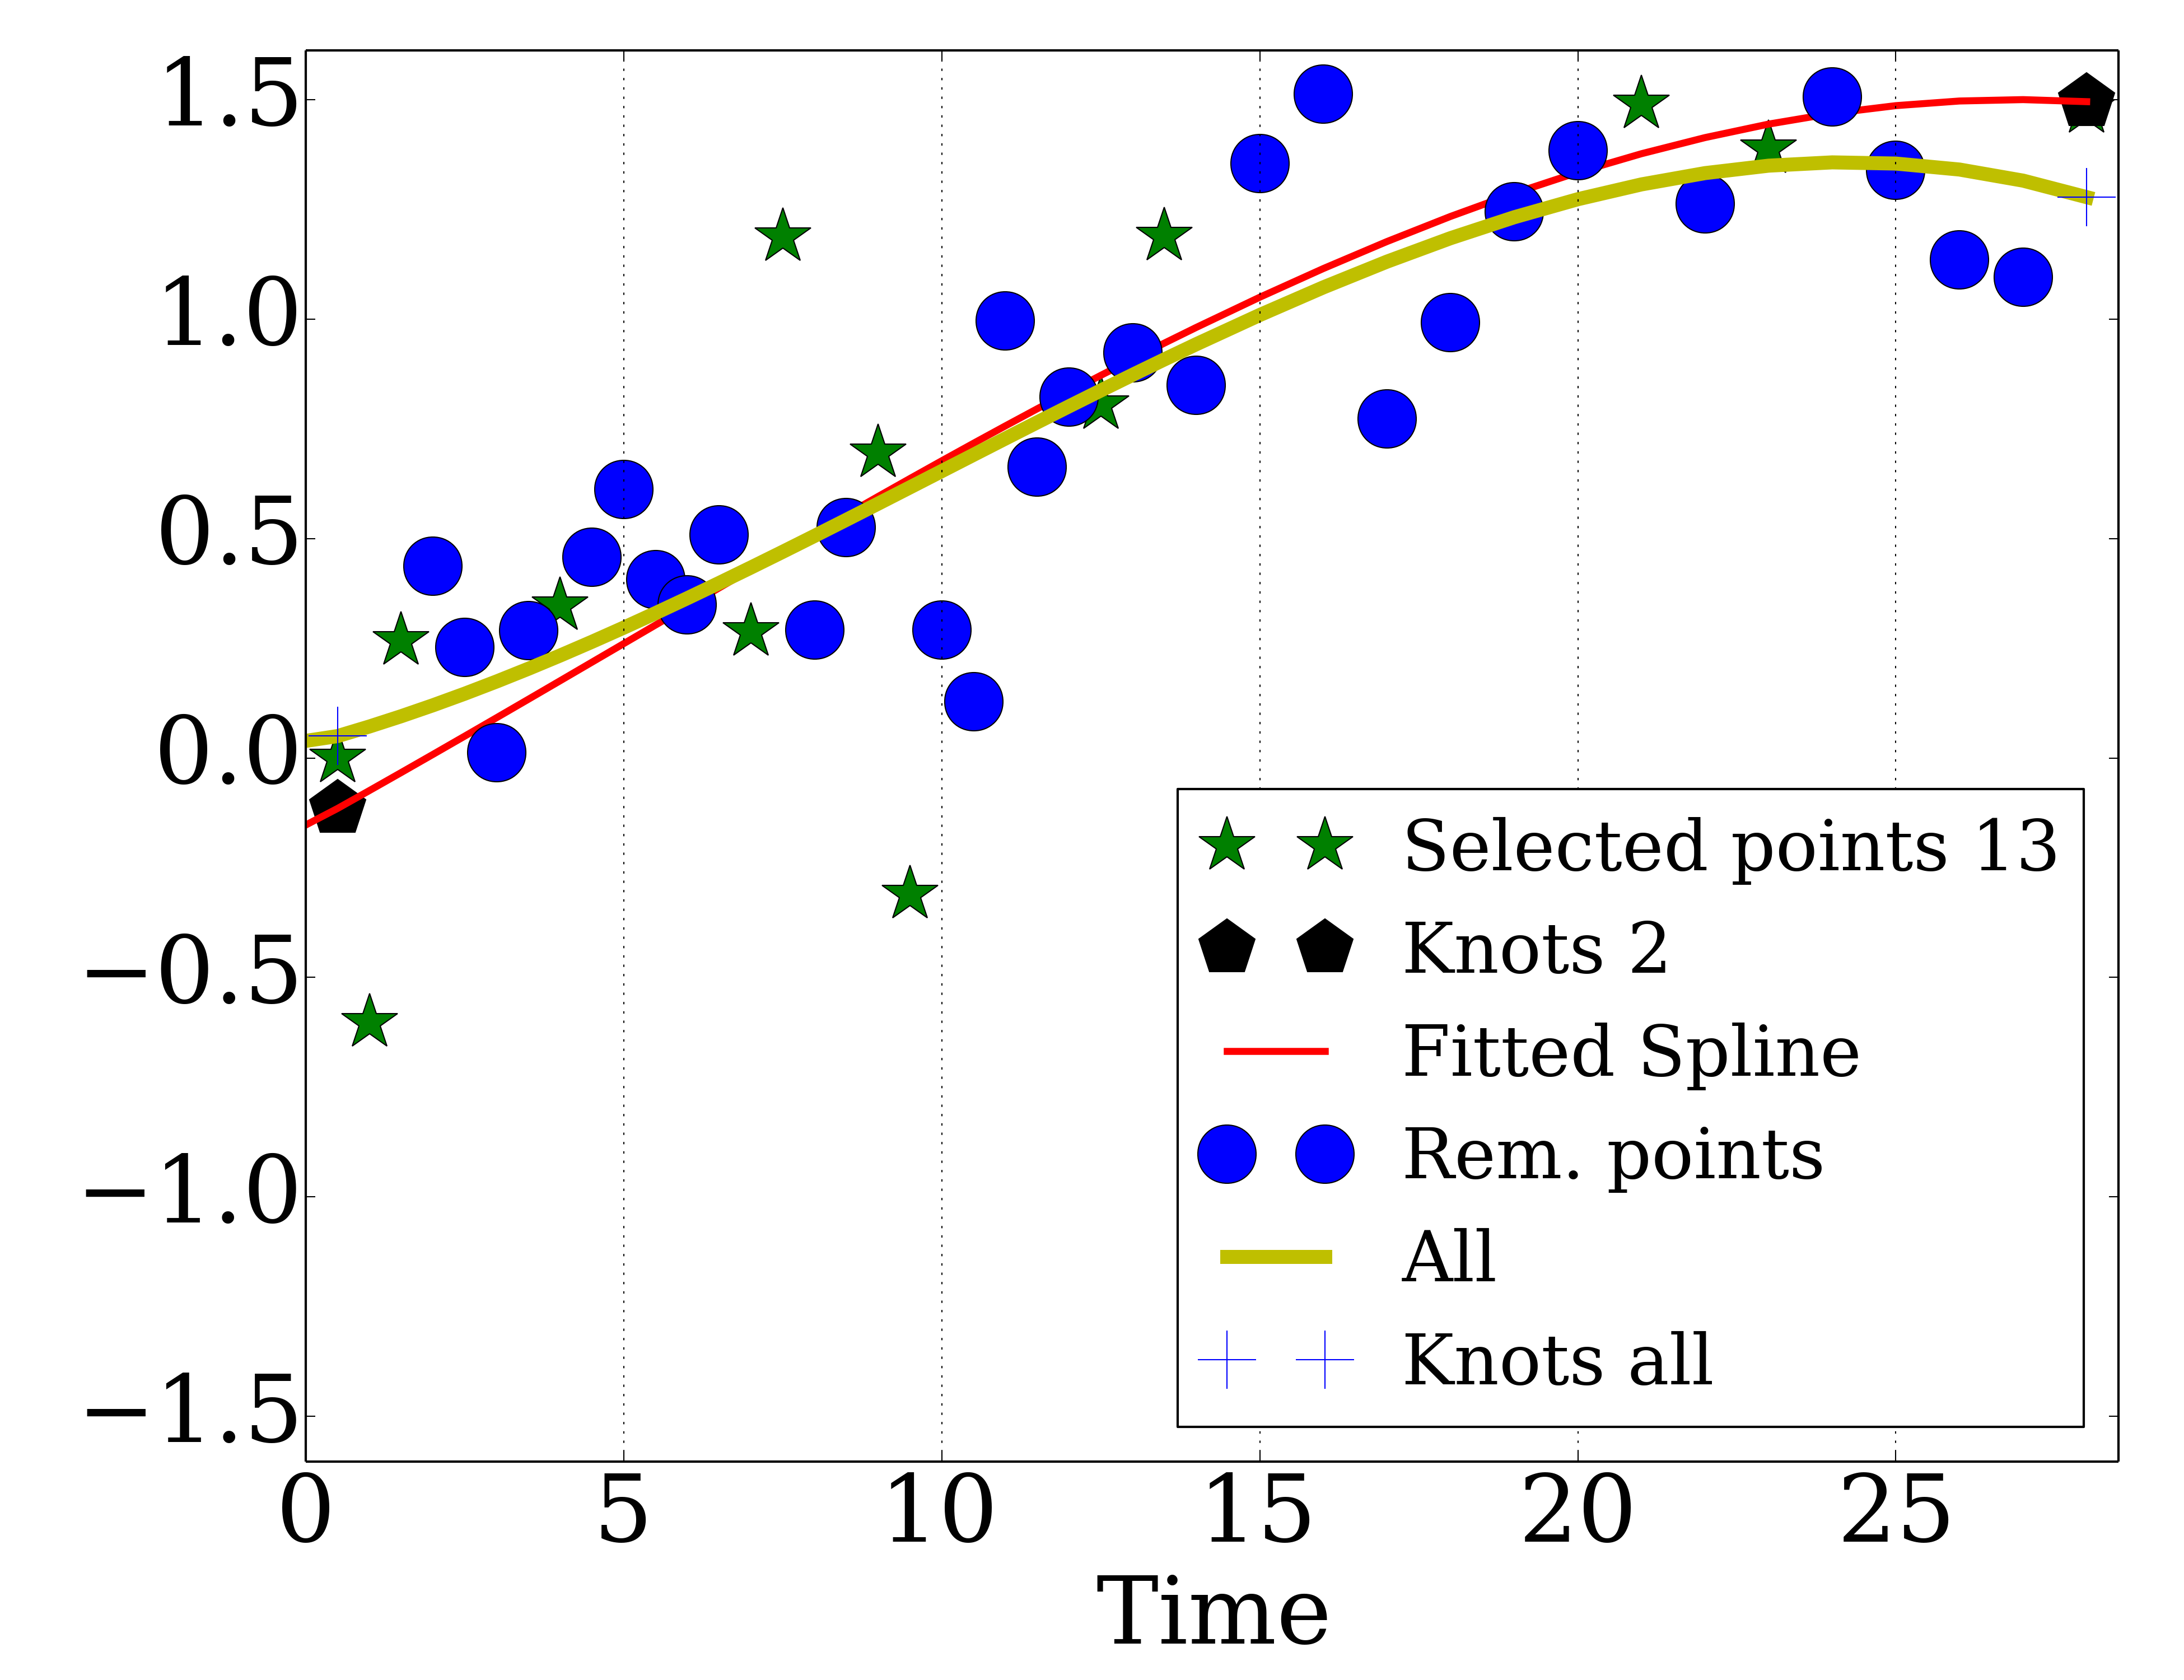 1.5
1.0
0.5
0.0
−0.5
−1.0
−1.5
Selected points 13
Knots 2
Fitted Spline
Rem. points
All
Knots all
0 5 10 15 20 25
Time